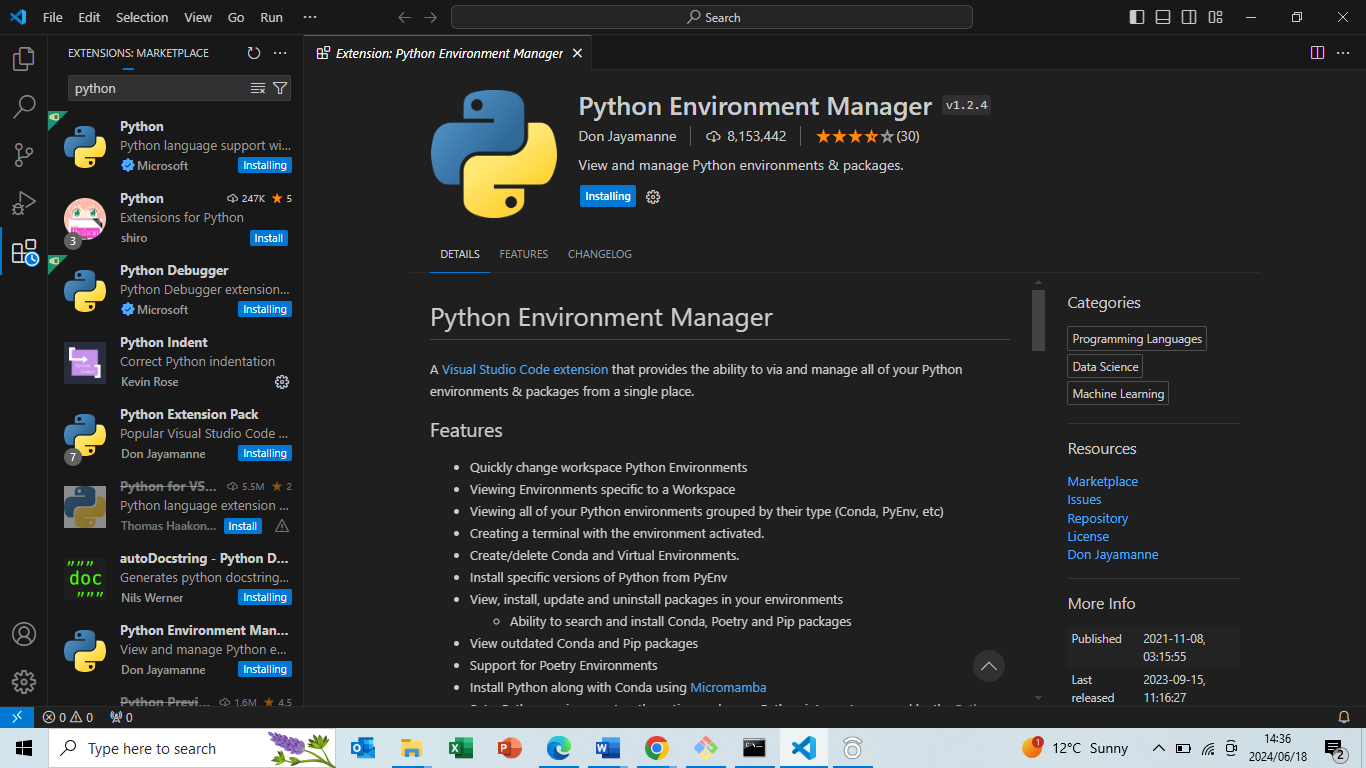 File Edit Selection View Go Run ···
Search
EXTENSIONS: MARKETPLACE
python
Python
Python language support wi...
Microsoft Installing
Python 247K 5
Extensions for Python
shiro Install
3
Python Debugger
Python Debugger extension...
Microsoft Installing
Python Indent
Correct Python indentation
Kevin Rose
Python Extension Pack
Popular Visual Studio Code ...
Don Jayamanne Installing
7
Python for VS... 5.5M 2
Python language extension ...
Thomas Haakon... Install
autoDocstring - Python D...
Generates python docstring...
Nils Werner Installing
"""
doc
"""
Python Environment Man...
View and manage Python e...
Don Jayamanne Installing
Python Previ... 1.6M 4.5
Extension: Python Environment Manager
Python Environment Manager v1.2.4
Don Jayamanne 8,153,442 (30)
View and manage Python environments & packages.
Installing
DETAILS FEATURES CHANGELOG
Python Environment Manager
A Visual Studio Code extension that provides the ability to via and manage all of your Python
environments & packages from a single place.
Features
• Quickly change workspace Python Environments
• Viewing Environments specific to a Workspace
• Viewing all of your Python environments grouped by their type (Conda, PyEnv, etc)
• Creating a terminal with the environment activated.
• Create/delete Conda and Virtual Environments.
• Install specific versions of Python from PyEnv
• View, install, update and uninstall packages in your environments
◦ Ability to search and install Conda, Poetry and Pip packages
• View outdated Conda and Pip packages
• Support for Poetry Environments
• Install Python along with Conda using Micromamba
Categories
Programming Languages
Data Science
Machine Learning
Resources
Marketplace
Issues
Repository
License
Don Jayamanne
More Info
Published 2021-11-08,
03:15:55
Last 2023-09-15,
released 11:16:27
0 0 0
Type here to search
1 12°C Sunny
14:36
2024/06/18
2